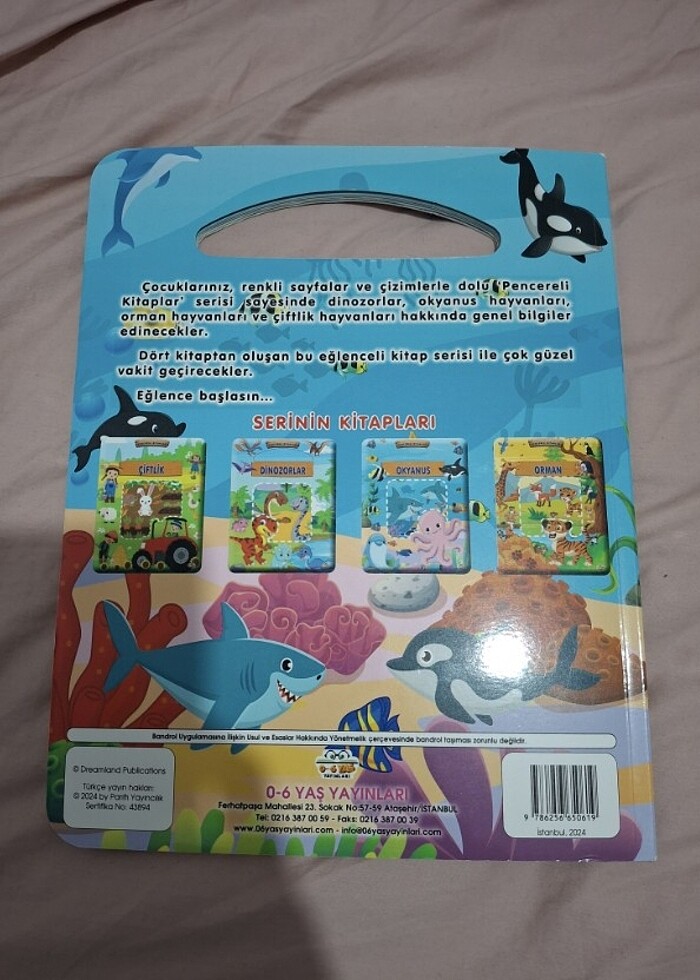 Çocuklarınız, renkli sayfalar ve çizimlerle dolu 'Pencereli
Kitaplar' serisi sayesinde dinozorlar, okyanus hayvanları,
orman hayvanları ve çiftlik hayvanları hakkında genel bilgiler
edinecekler.
Dört kitaptan oluşan bu eğlenceli kitap serisi ile çok güzel
vakit geçirecekler.
Eğlence başlasın...
SERİNİN KİTAPLARI
ÇİFTLİK
DİNOZORLAR
OKYANUS
ORMAN
Bandrol Uygulamasına İlişkin Usul ve Esaslar Hakkında Yönetmelik çerçevesinde bandrol taşıması zorunlu değildir.
© Dreamland Publications
Türkçe yayın hakları:
© 2024 by Parıltı Yayıncılık
Sertifika No: 43894
0-6 YAŞ
YAYINLARI
0-6 YAŞ YAYINLARI
Ferhatpaşa Mahallesi 23. Sokak No:57-59 Ataşehir/İSTANBUL
Tel: 0216 387 00 59 - Faks: 0216 387 00 39
www.06yasyayinlari.com - info@06yasyayinlari.com
9 786256 650619
İstanbul, 2024